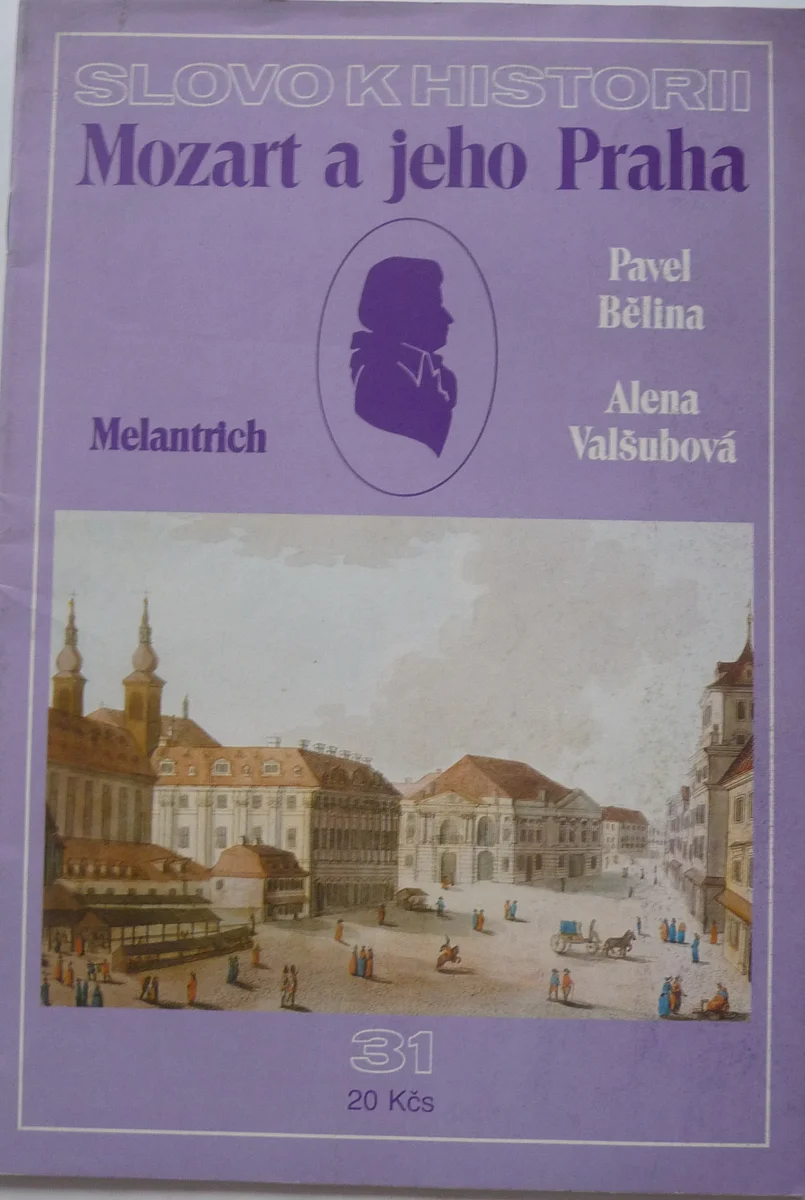 SLOVO K HISTORII
Mozart a jeho Praha
Pavel
Bělina
Alena
Valšubová
Melantrich
31
20 Kčs